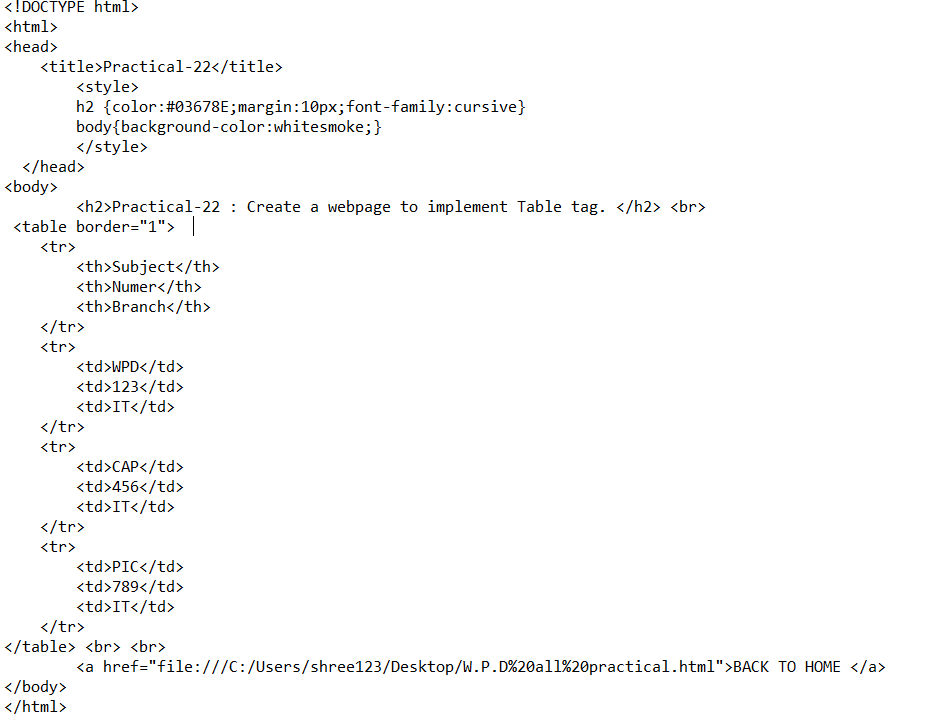 <!DOCTYPE html>
<html>
<head>
    <title>Practical-22</title>
        <style>
        h2 {color:#03678E;margin:10px;font-family:cursive}
        body{background-color:whitesmoke;}
        </style>
  </head>
<body>
        <h2>Practical-22 : Create a webpage to implement Table tag. </h2> <br>
 <table border="1">
    <tr>
        <th>Subject</th>
        <th>Numer</th>
        <th>Branch</th>
    </tr>
    <tr>
        <td>WPD</td>
        <td>123</td>
        <td>IT</td>
    </tr>
    <tr>
        <td>CAP</td>
        <td>456</td>
        <td>IT</td>
    </tr>
    <tr>
        <td>PIC</td>
        <td>789</td>
        <td>IT</td>
    </tr>
</table> <br> <br>
        <a href="file:///C:/Users/shree123/Desktop/W.P.D%20all%20practical.html">BACK TO HOME </a>
</body>
</html>